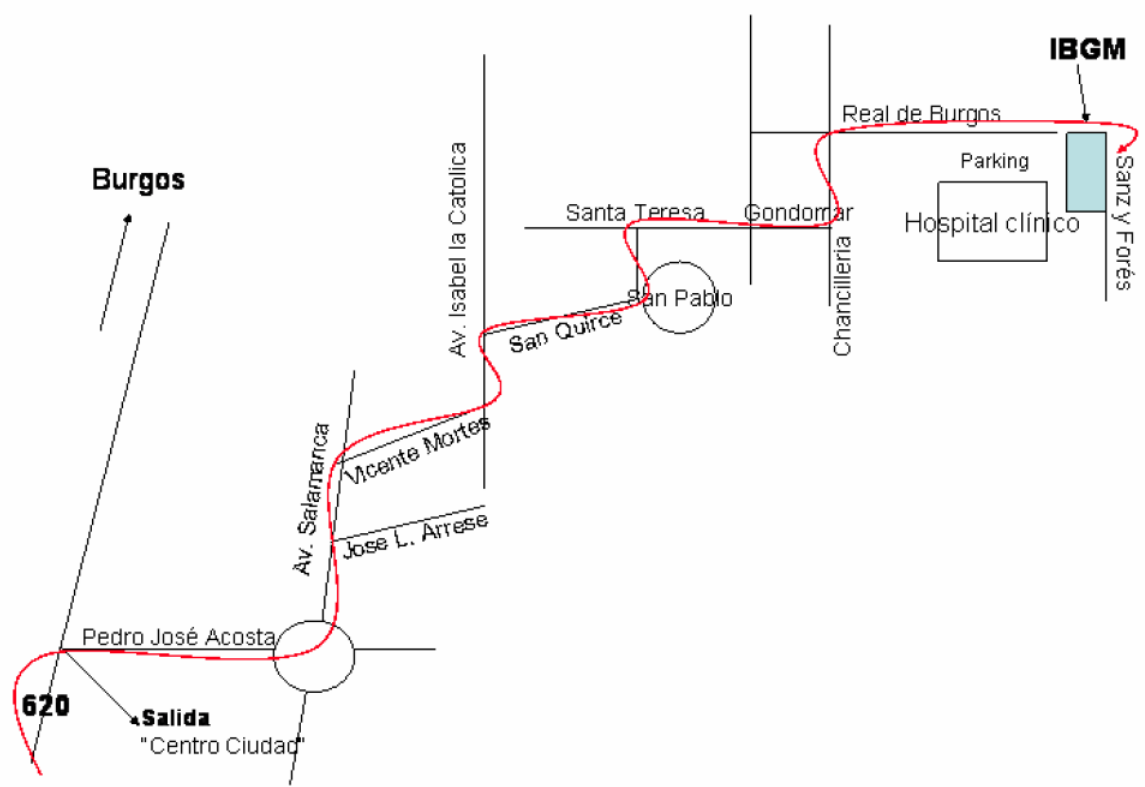 IBGM
Real de Burgos
Parking
Burgos
Av. Isabel la Catolica
Santa Teresa
Gondomar
Hospital clínico
Sanz y Forés
San Pablo
Chancilleria
San Quirce
Vicente Mortes
Av. Salamanca
Jose L. Arrese
Pedro José Acosta
620
Salida
"Centro Ciudad"